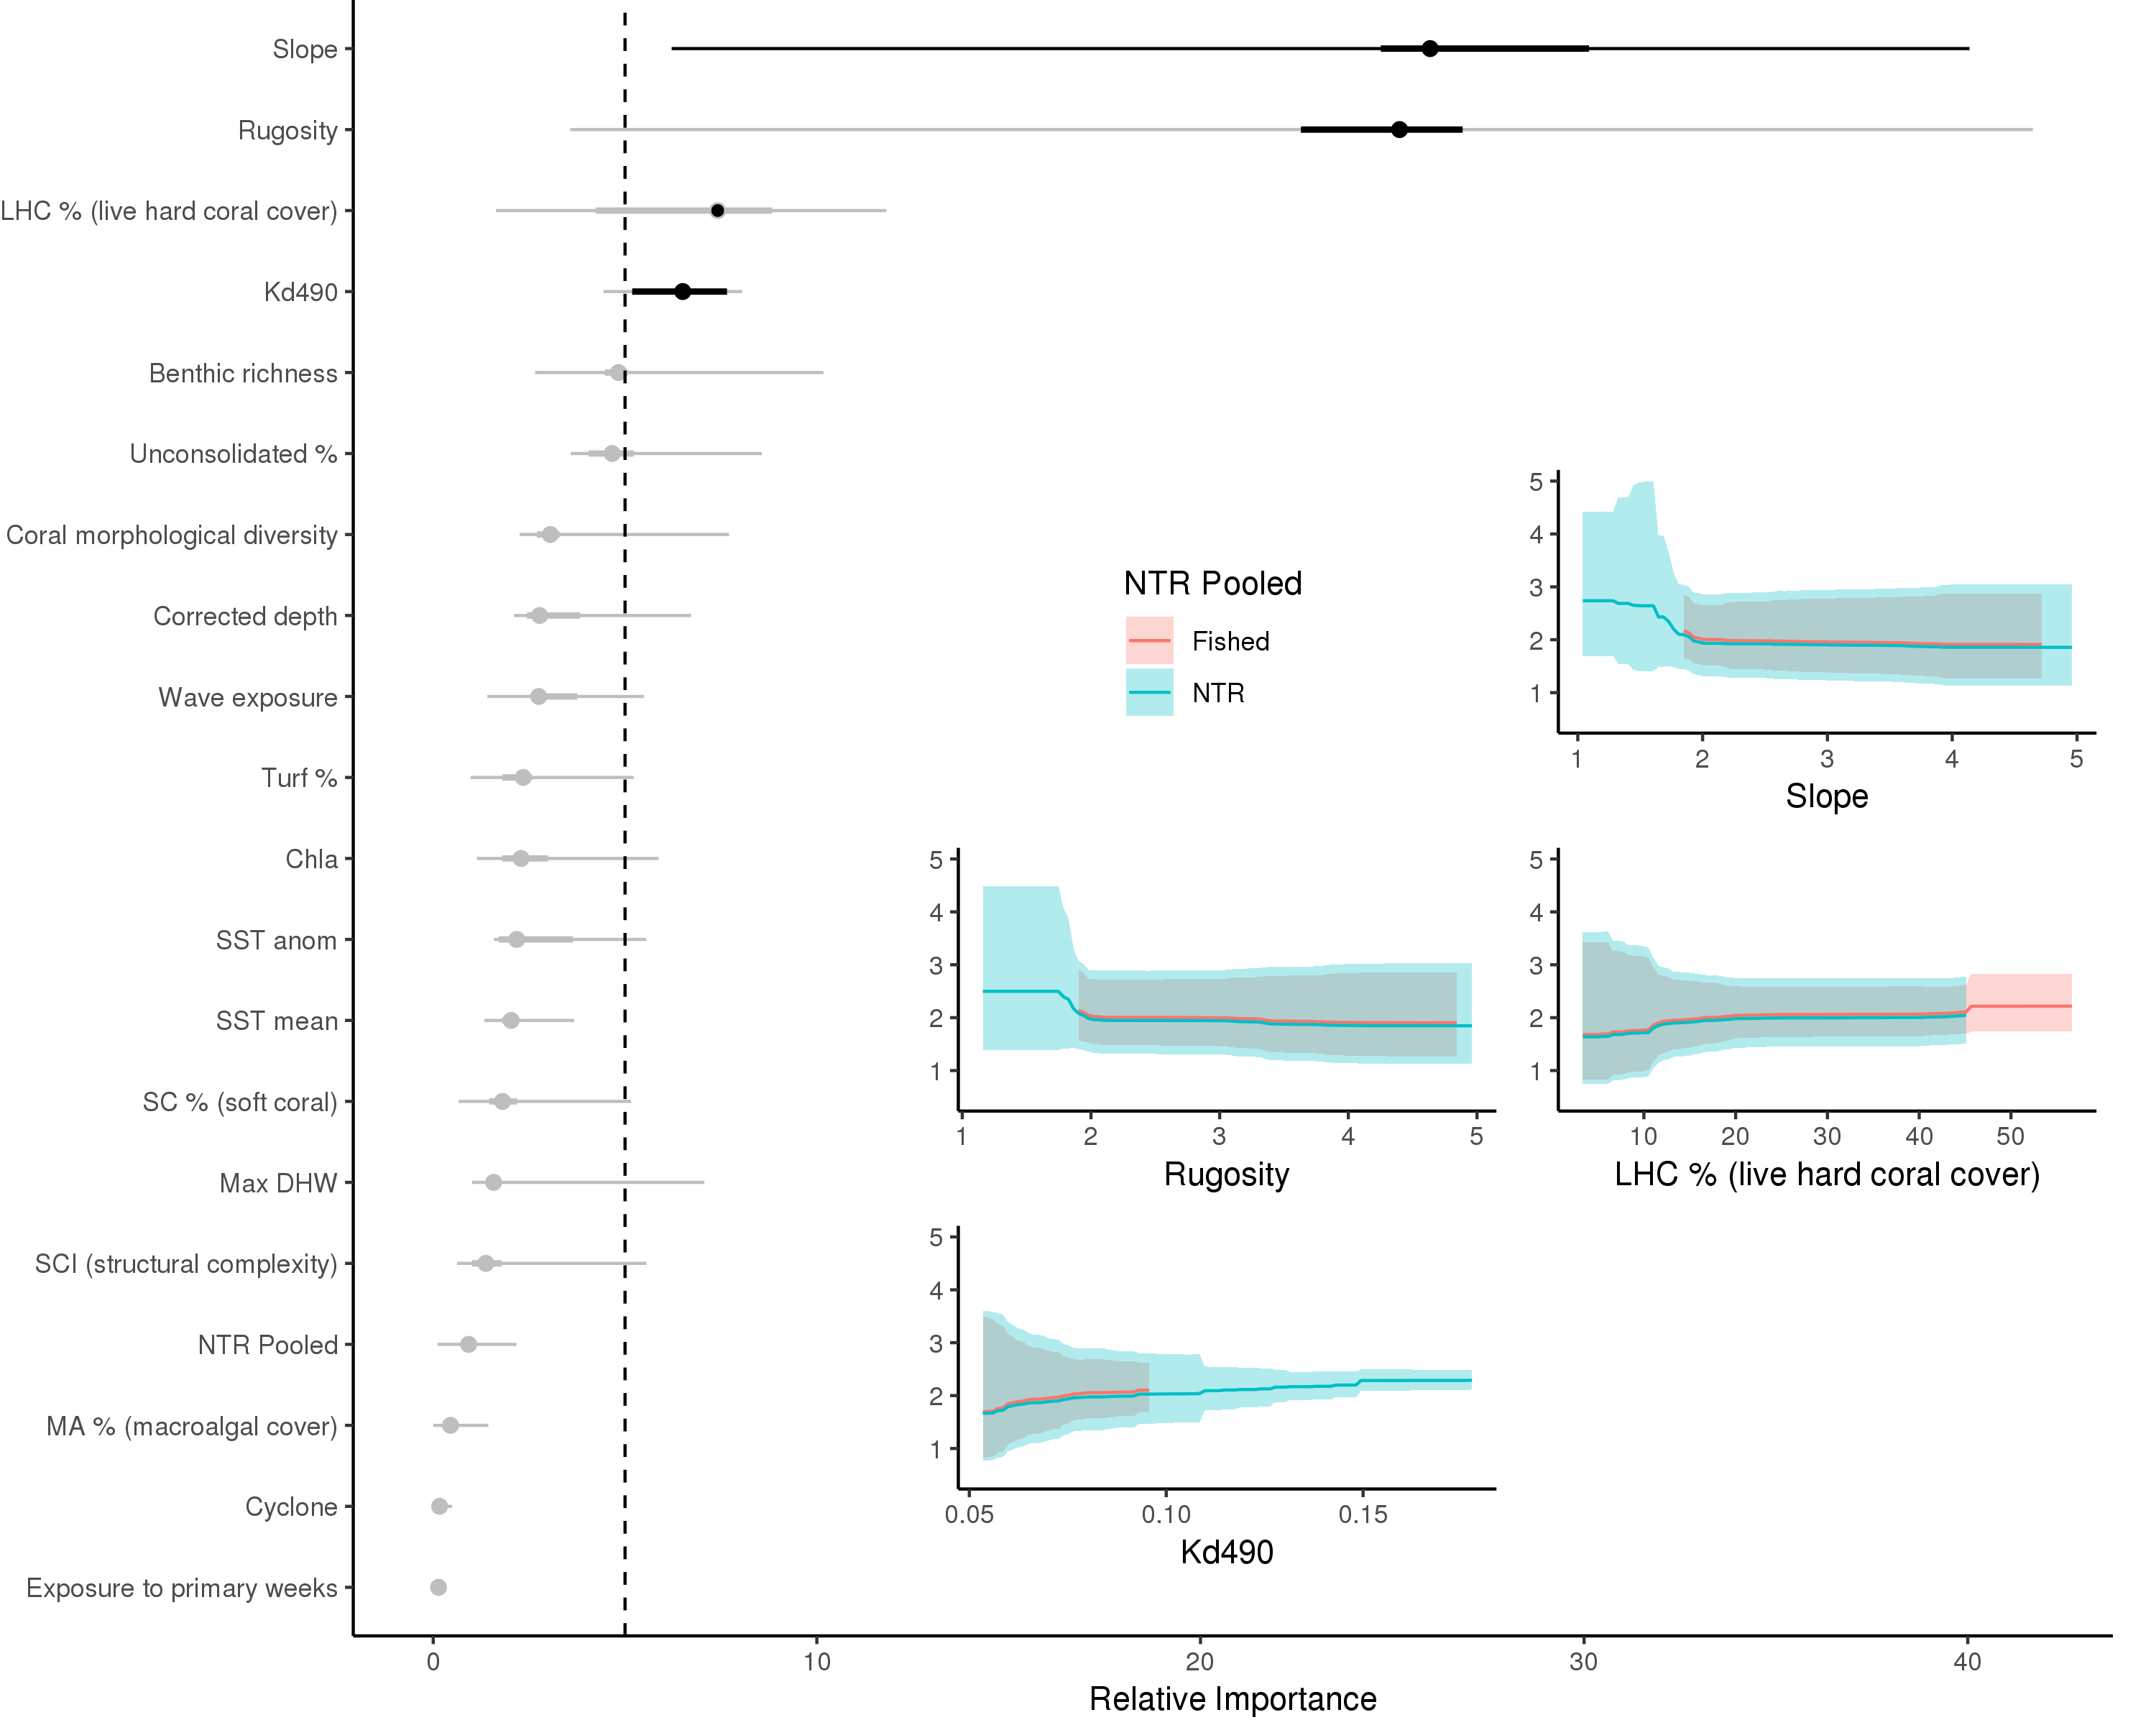 Slope
Rugosity
LHC % (live hard coral cover)
Kd490
Benthic richness
Unconsolidated %
Coral morphological diversity
Corrected depth
Wave exposure
Turf %
Chla
SST anom
SST mean
SC % (soft coral)
Max DHW
SCI (structural complexity)
NTR Pooled
MA % (macroalgal cover)
Cyclone
Exposure to primary weeks
0 10 20 30 40
Relative Importance
NTR Pooled
Fished
NTR
5
4
3
2
1
1 2 3 4 5
Slope
5
4
3
2
1
1 2 3 4 5
Rugosity
5
4
3
2
1
10 20 30 40 50
LHC % (live hard coral cover)
5
4
3
2
1
0.05 0.10 0.15
Kd490